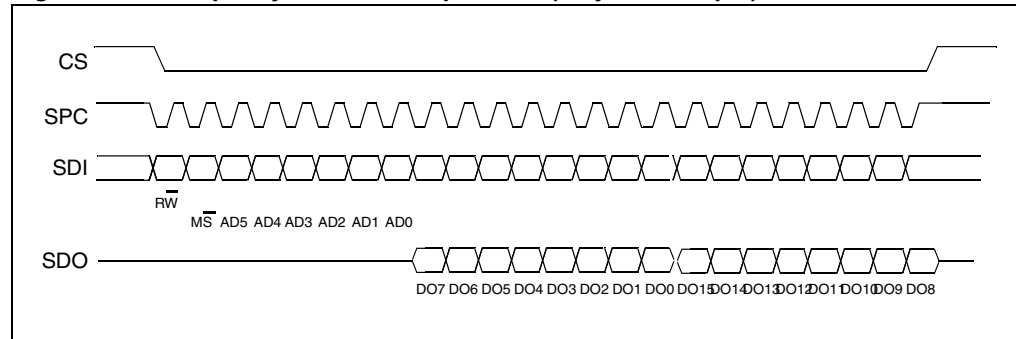 CS
SPC
SDI
RW
MS AD5 AD4 AD3 AD2 AD1 AD0
SDO
DO7 DO6 DO5 DO4 DO3 DO2 DO1 DO0 DO15 DO14 DO13 DO12 DO11 DO10 DO9 DO8